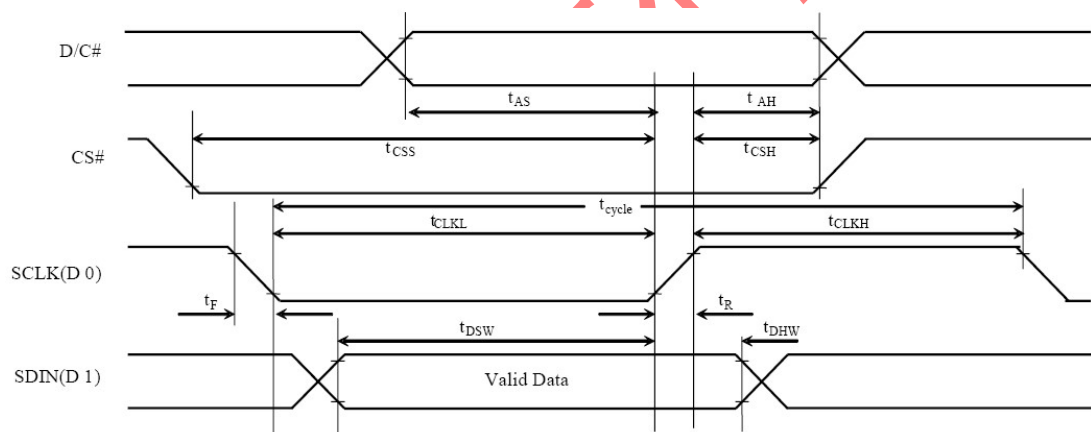 D/C#
tAS
t AH
tCSS
tCSH
CS#
tcycle
tCLKL
tCLKH
SCLK(D 0)
tF
tR
tDSW
tDHW
SDIN(D 1)
Valid Data